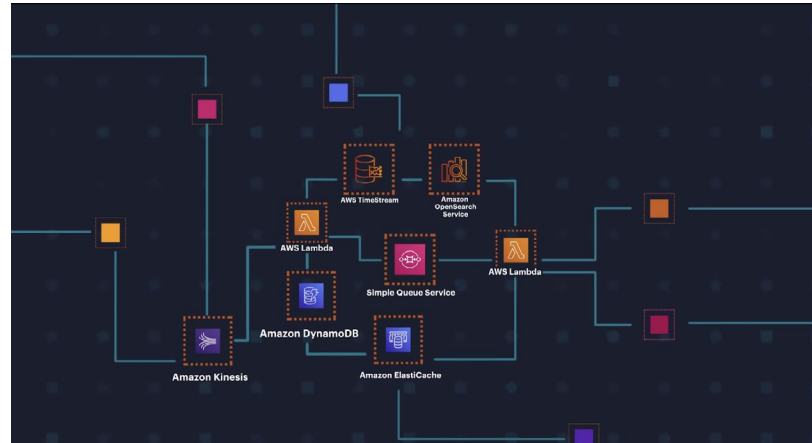 AWS TimeStream
Amazon
OpenSearch
Service
AWS Lambda
Simple Queue Service
AWS Lambda
Amazon DynamoDB
Amazon Kinesis
Amazon ElastiCache